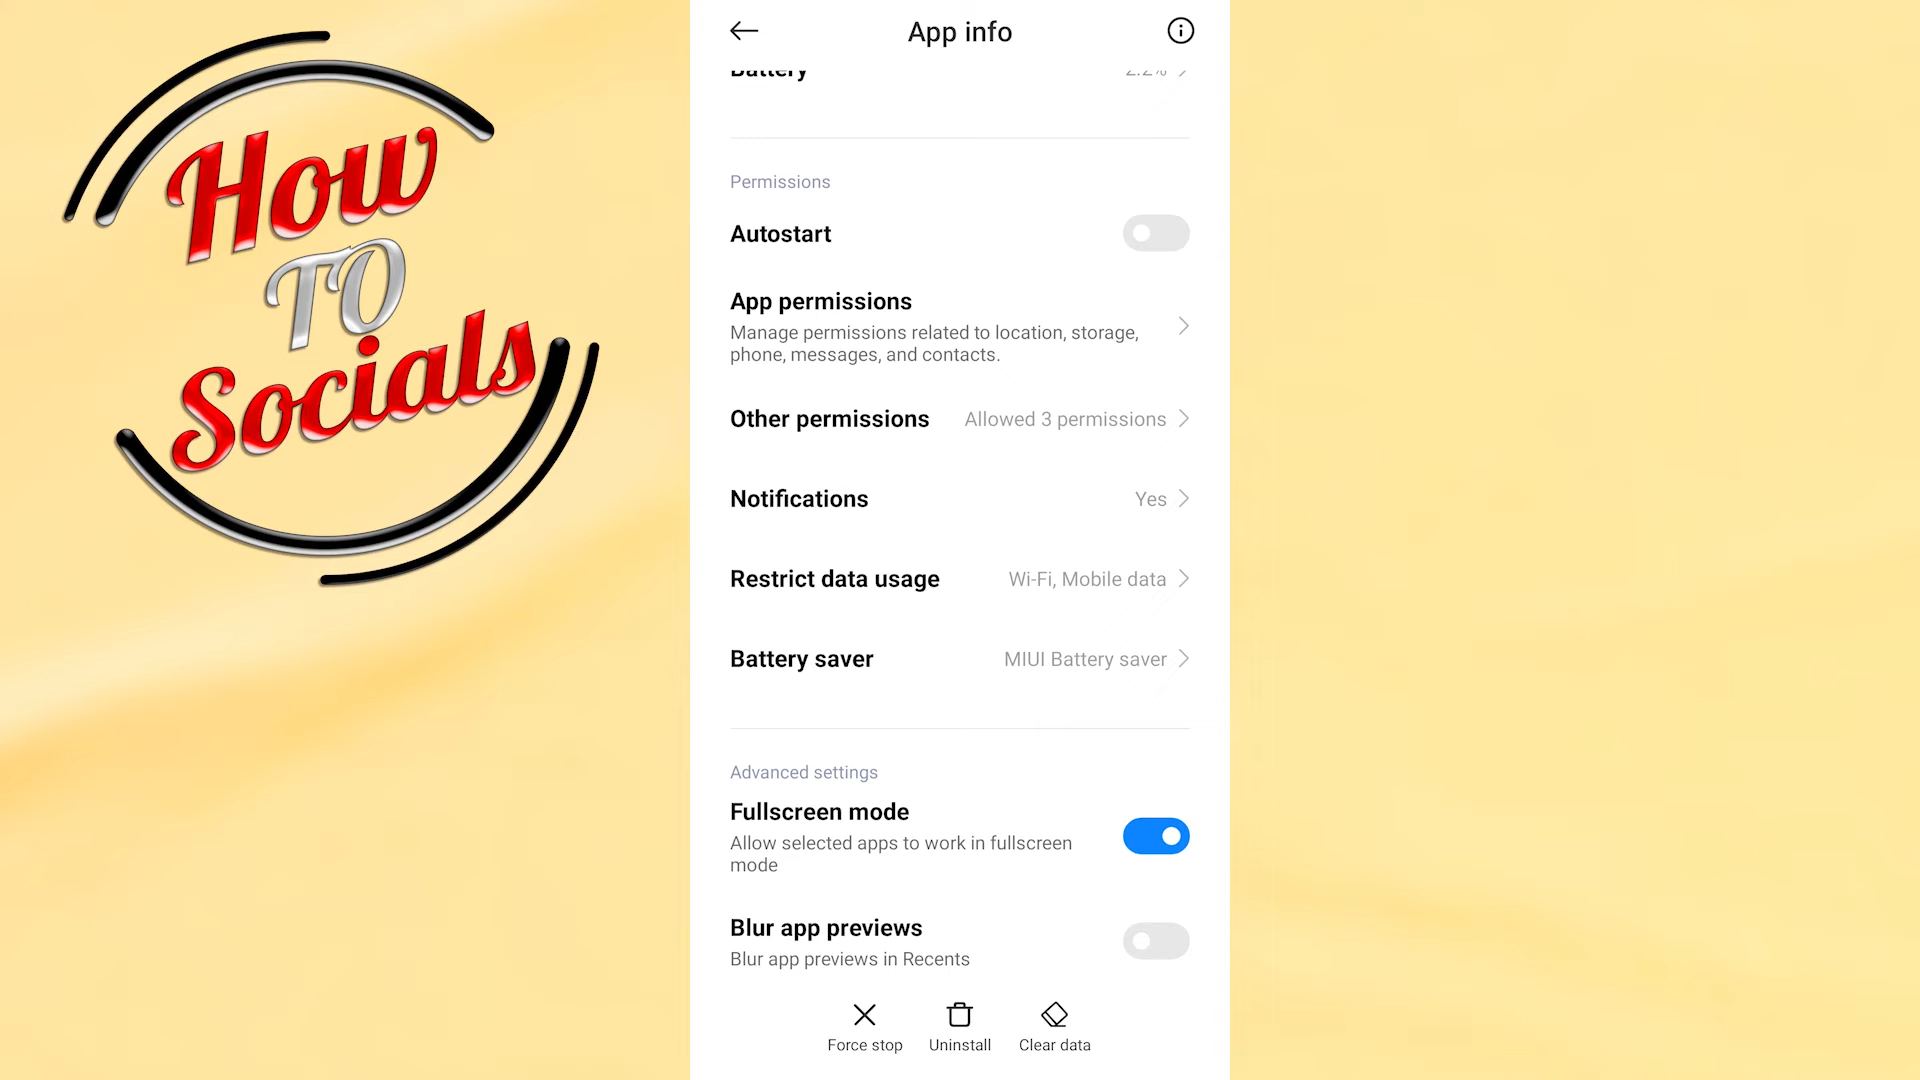 How
TO
Socials
App info
Battery 2.2%
Permissions
Autostart
App permissions
Manage permissions related to location, storage,
phone, messages, and contacts.
Other permissions Allowed 3 permissions
Notifications Yes
Restrict data usage Wi-Fi, Mobile data
Battery saver MIUI Battery saver
Advanced settings
Fullscreen mode
Allow selected apps to work in fullscreen
mode
Blur app previews
Blur app previews in Recents
Force stop Uninstall Clear data